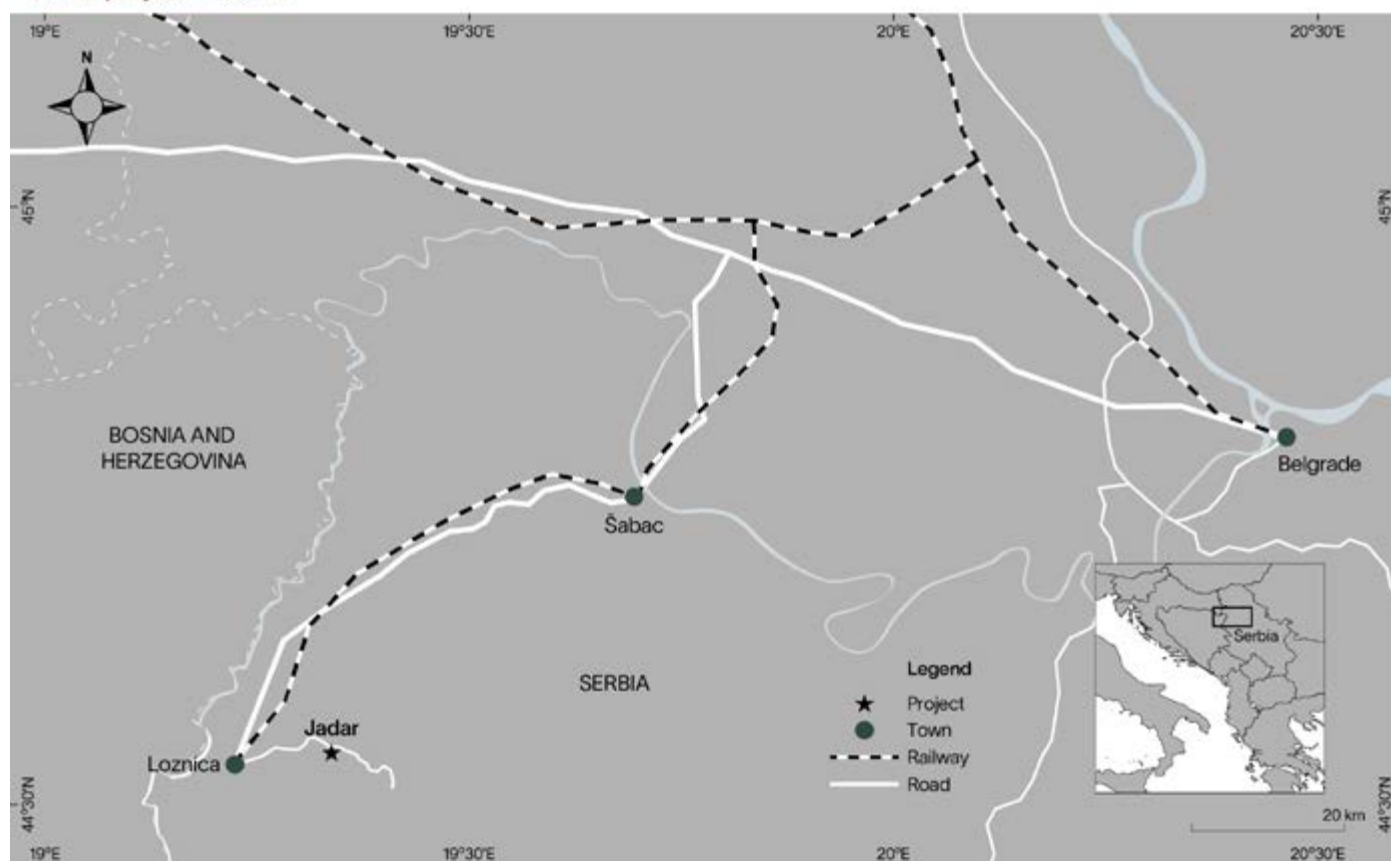 19°E
19°30'E
20°E
20°30'E
N
45°N
45°N
BOSNIA AND
HERZEGOVINA
Belgrade
Šabac
Serbia
SERBIA
Legend
Project
Town
Railway
Road
Jadar
Loznica
44°30'N
44°30'N
20 km
19°E
19°30'E
20°E
20°30'E